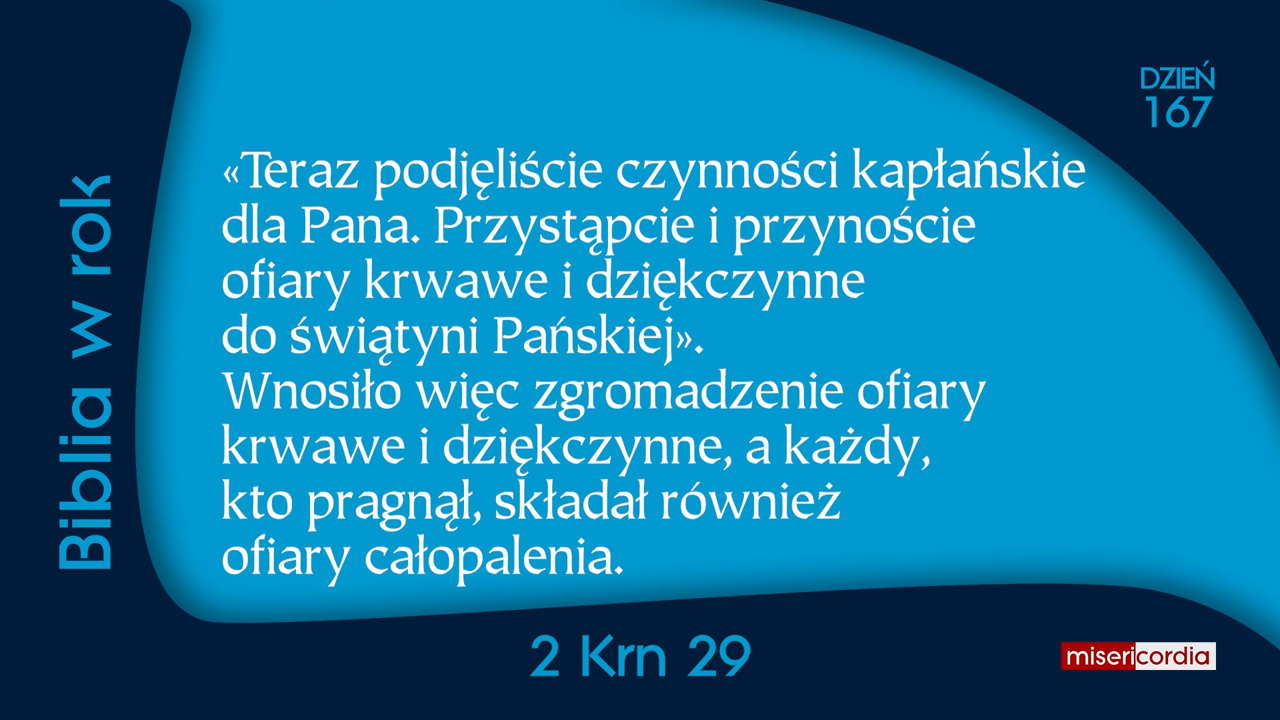 DZIEŃ
167
Biblia w rok
«Teraz podjęliście czynności kapłańskie
dla Pana. Przystąpcie i przynoście
ofiary krwawe i dziękczynne
do świątyni Pańskiej».
Wnosiło więc zgromadzenie ofiary
krwawe i dziękczynne, a każdy,
kto pragnął, składał również
ofiary całopalenia.
2 Krn 29
misericordia